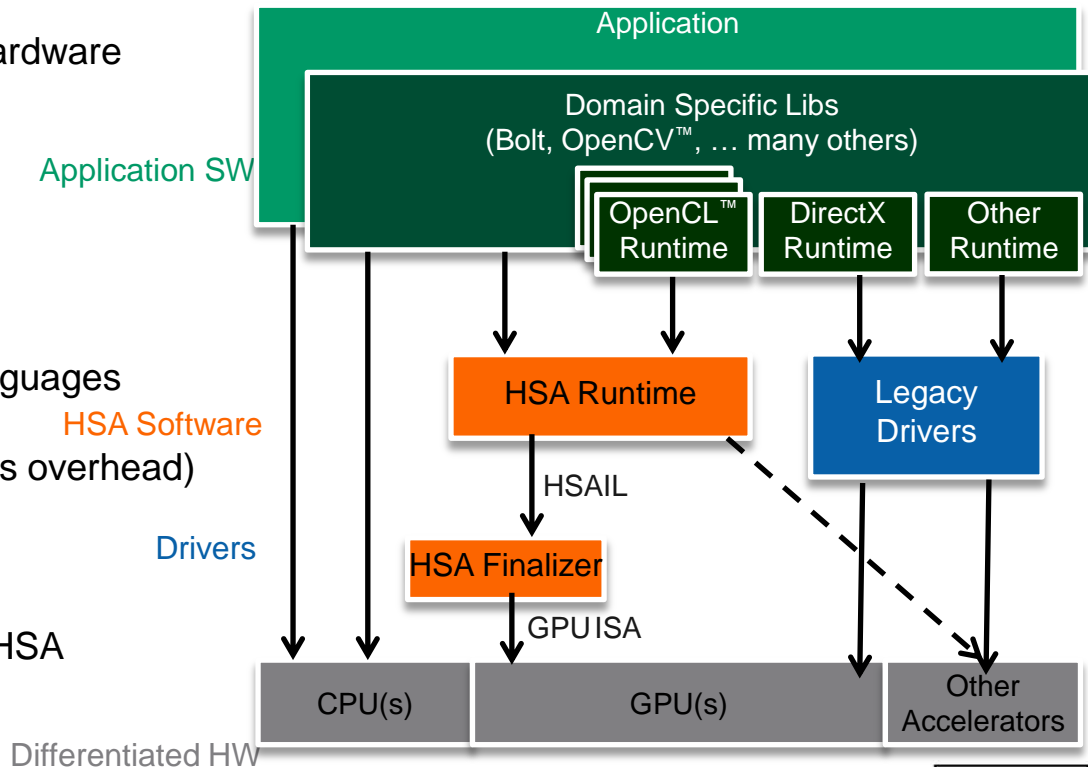 Application
ardware
Domain Specific Libs
(Bolt, OpenCV™, … many others)
Application SW
OpenCL™
Runtime
DirectX
Runtime
Other
Runtime
guages
HSA Runtime
Legacy
Drivers
HSA Software
s overhead)
HSAIL
Drivers
HSA Finalizer
GPU ISA
HSA
CPU(s)
GPU(s)
Other
Accelerators
Differentiated HW